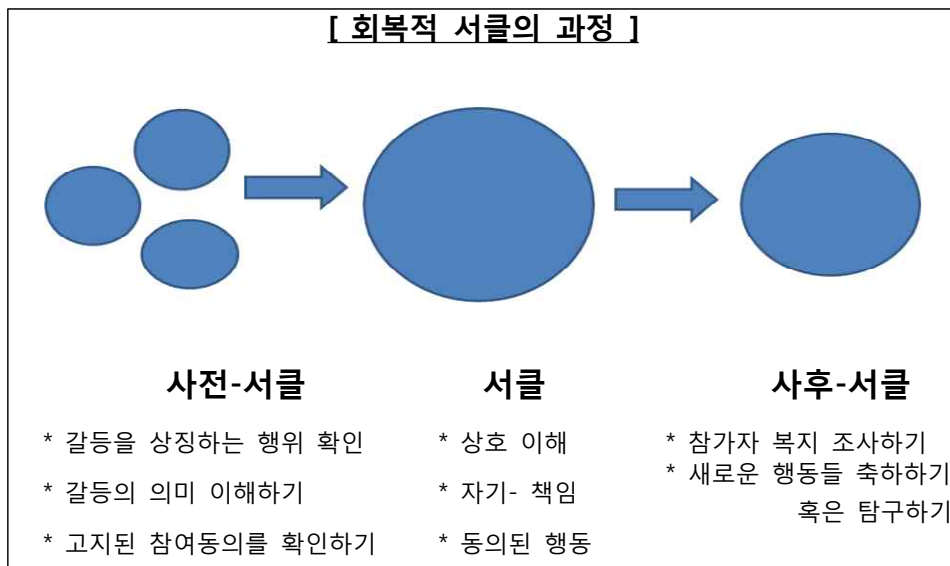 [ 회복적 서클의 과정 ]
사전-서클
* 갈등을 상징하는 행위 확인
* 갈등의 의미 이해하기
* 고지된 참여동의를 확인하기
서클
* 상호 이해
* 자기- 책임
* 동의된 행동
사후-서클
* 참가자 복지 조사하기
* 새로운 행동들 축하하기
혹은 탐구하기